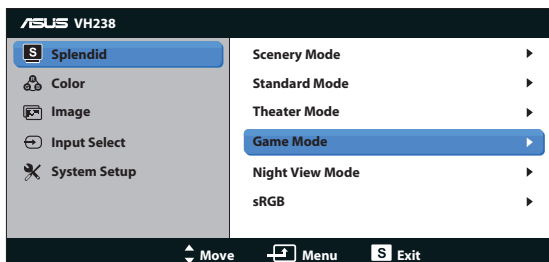 ASUS VH238
S Splendid
Color
Image
Input Select
System Setup
Scenery Mode
Standard Mode
Theater Mode
Game Mode
Night View Mode
sRGB
Move Menu S Exit